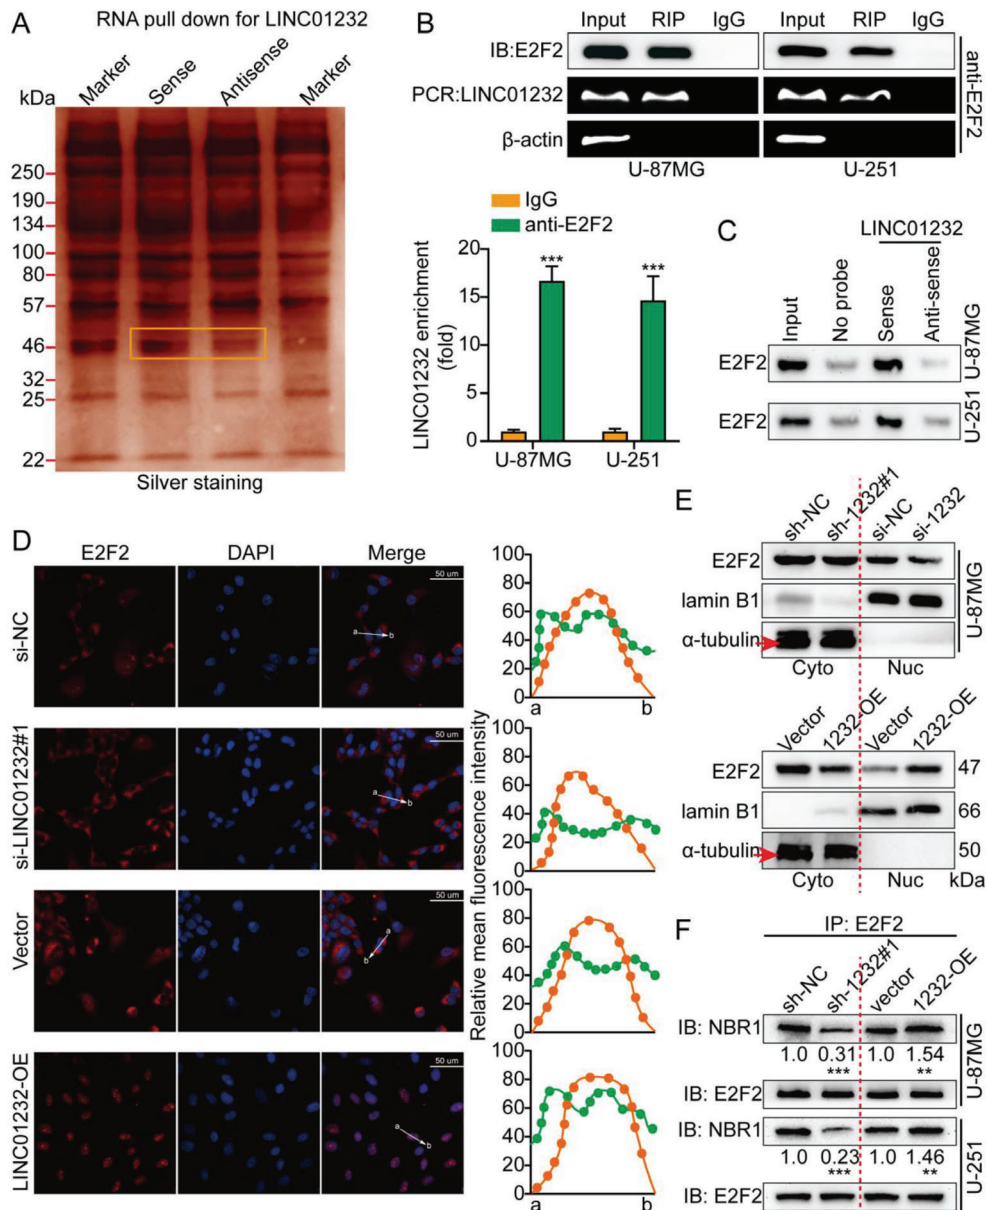 A
RNA pull down for LINC01232
kDa
Marker
Sense
Antisense
Marker
250
190
134
100
80
57
46
32
25
22
Silver staining
B
Input RIP IgG Input RIP IgG
IB:E2F2
PCR:LINC01232
β-actin
U-87MG U-251
anti-E2F2
IgG
anti-E2F2
LINC01232 enrichment
(fold)
20
15
10
5
0
***
***
U-87MG U-251
C
LINC01232
Input
No probe
Sense
Anti-sense
E2F2
U-87MG
E2F2
U-251
D
E2F2 DAPI Merge
si-NC
50 um
a
b
si-LINC01232#1
50 um
a
b
Vector
50 um
a
b
LINC01232-OE
50 um
a
b
Relative mean fluorescence intensity
100
80
60
40
20
0
a b
100
80
60
40
20
0
100
80
60
40
20
0
100
80
60
40
20
0
a b
E
sh-NC
sh-1232#1
si-NC
si-1232
E2F2
lamin B1
α-tubulin
Cyto Nuc
U-87MG
Vector
1232-OE
Vector
1232-OE
E2F2 47
lamin B1 66
α-tubulin 50
Cyto Nuc kDa
F
IP: E2F2
sh-NC
sh-1232#1
vector
1232-OE
IB: NBR1
1.0 0.31 1.0 1.54
*** **
IB: E2F2
U-87MG
IB: NBR1
1.0 0.23 1.0 1.46
*** **
IB: E2F2
U-251